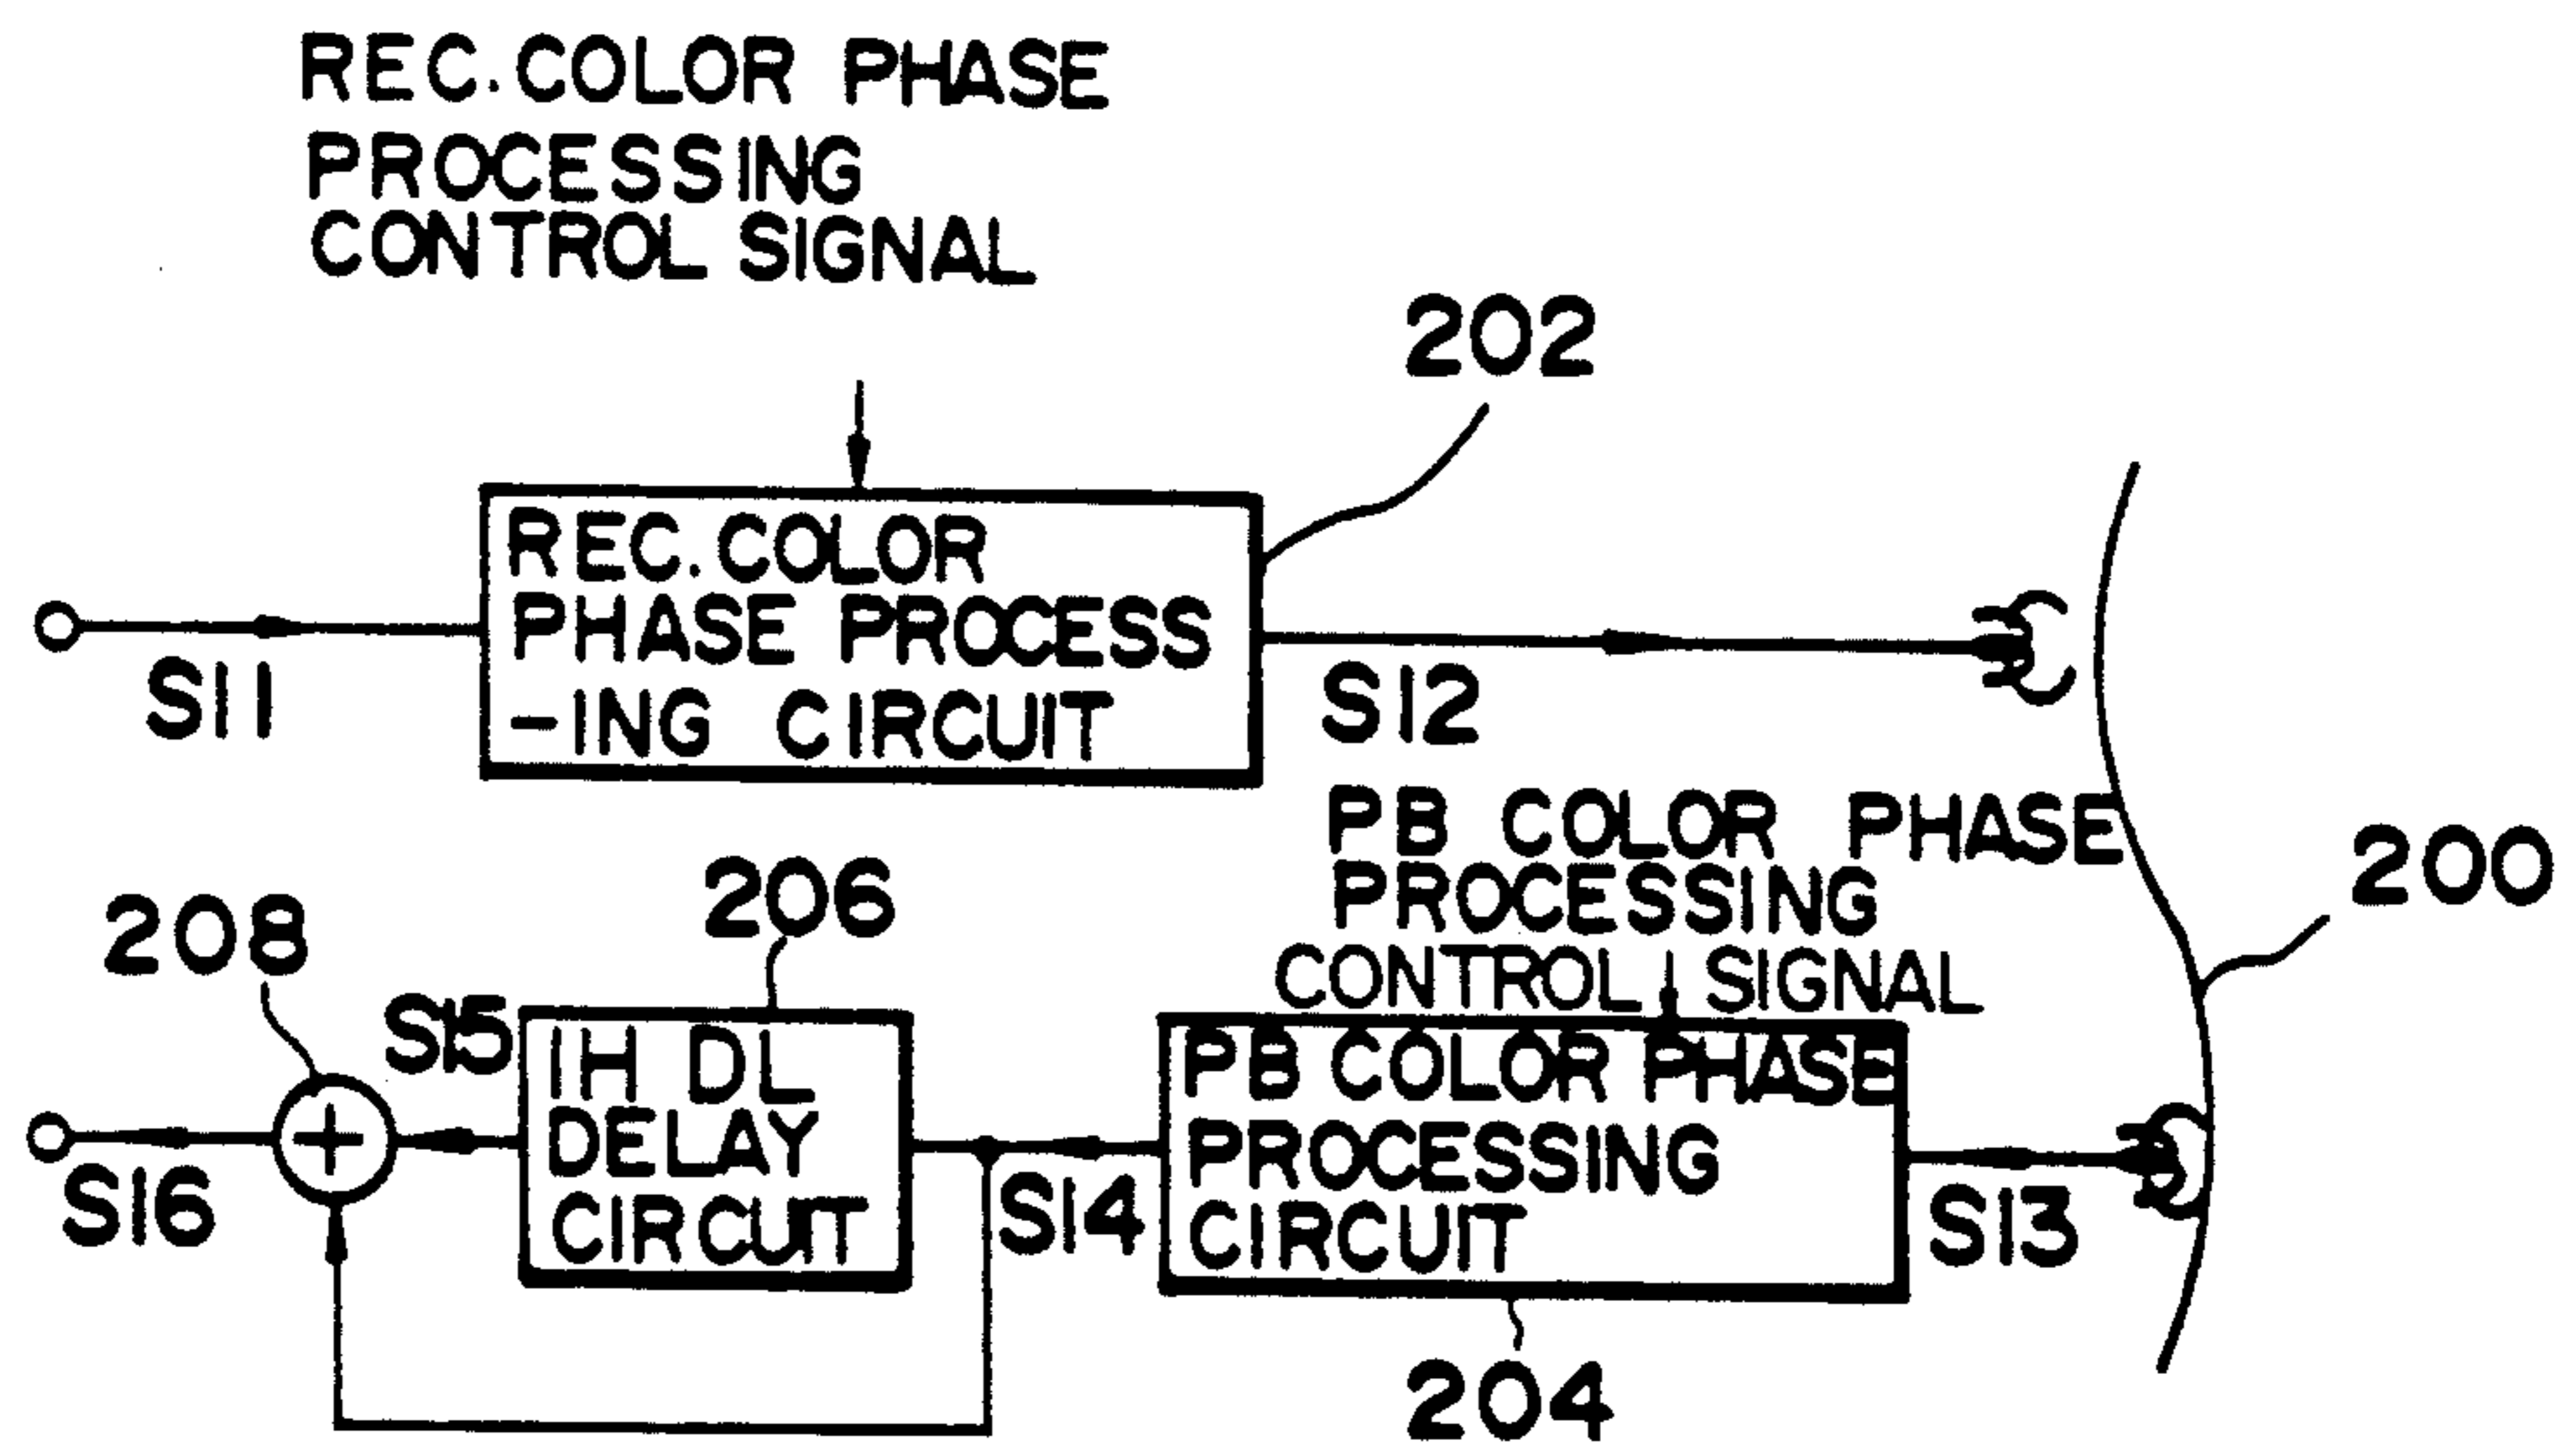 REC. COLOR PHASE
PROCESSING
CONTROL SIGNAL
202
REC. COLOR
PHASE PROCESS
-ING CIRCUIT
S11
S12
PB COLOR PHASE
PROCESSING
CONTROL SIGNAL
200
206
208
S15
1H DL
DELAY
CIRCUIT
PB COLOR PHASE
PROCESSING
CIRCUIT
+
S16
S14
S13
204